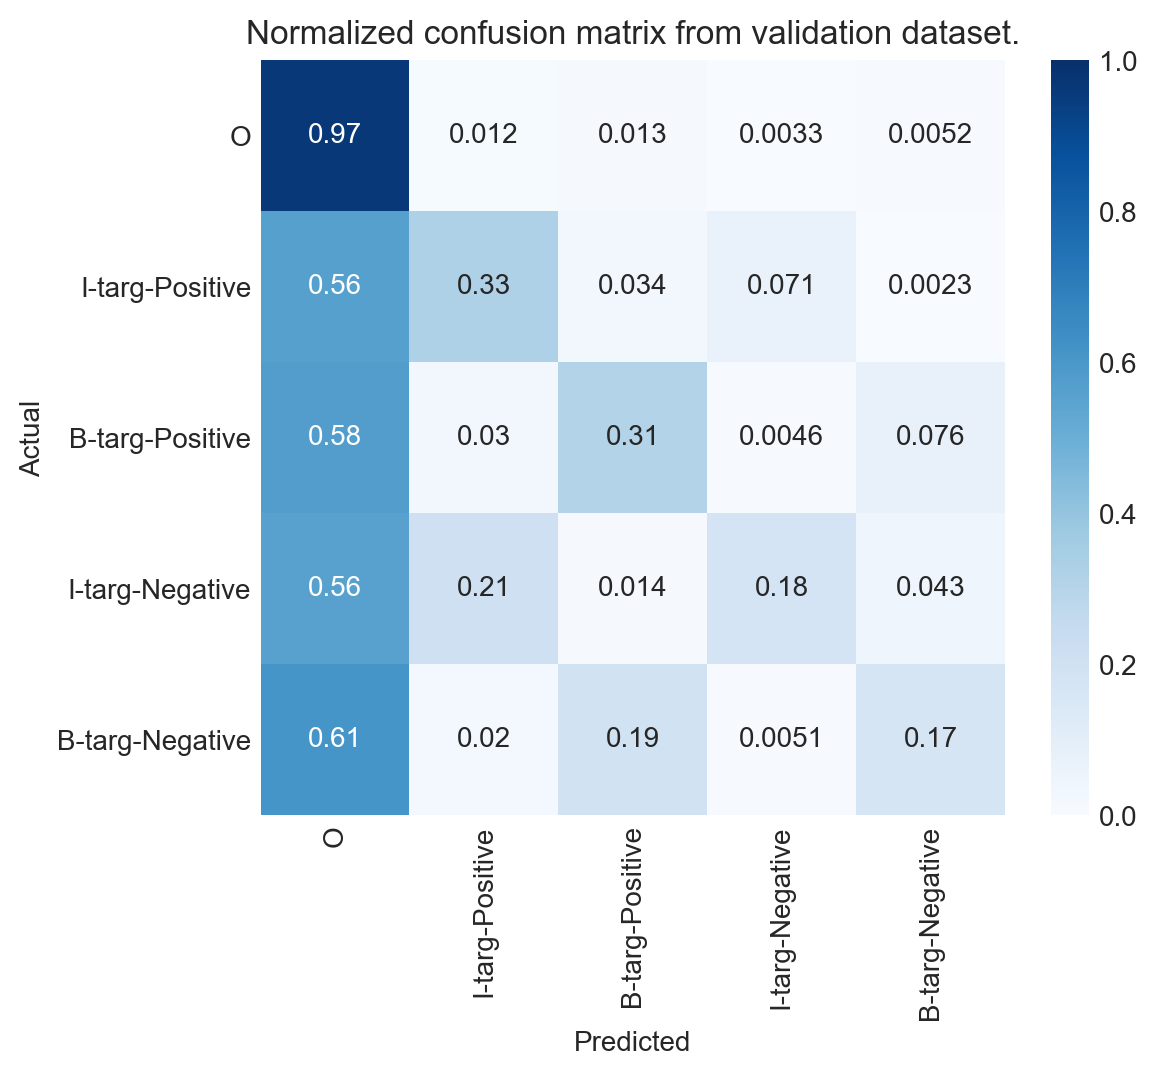 Normalized confusion matrix from validation dataset.
O 0.97 0.012 0.013 0.0033 0.0052
I-targ-Positive 0.56 0.33 0.034 0.071 0.0023
B-targ-Positive 0.58 0.03 0.31 0.0046 0.076
I-targ-Negative 0.56 0.21 0.014 0.18 0.043
B-targ-Negative 0.61 0.02 0.19 0.0051 0.17
Actual
O
I-targ-Positive
B-targ-Positive
I-targ-Negative
B-targ-Negative
Predicted
1.0
0.8
0.6
0.4
0.2
0.0